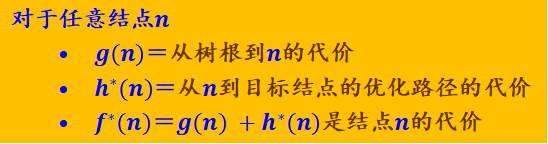 对于任意结点n
• g(n)＝从树根到n的代价
• h*(n)＝从n到目标结点的优化路径的代价
• f*(n)＝g(n) ＋h*(n)是结点n的代价